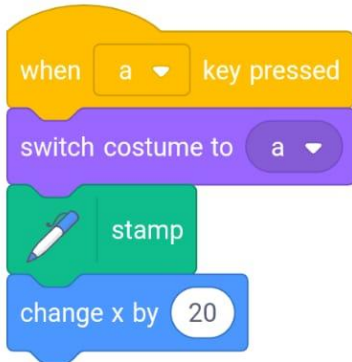 when a key pressed
switch costume to a
stamp
change x by 20